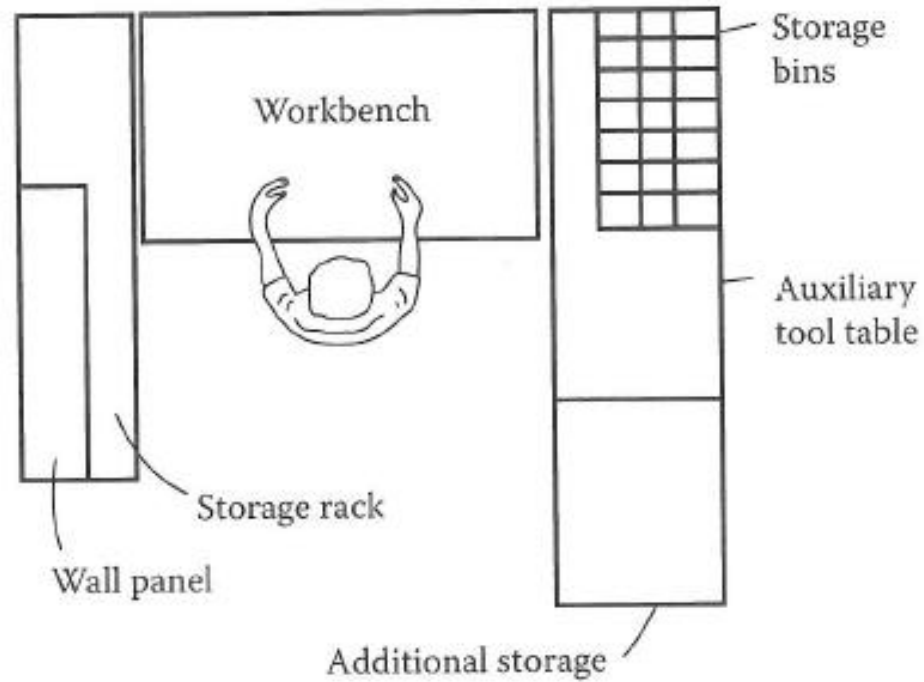 Storage
bins
Workbench
Auxiliary
tool table
Storage rack
Wall panel
Additional storage